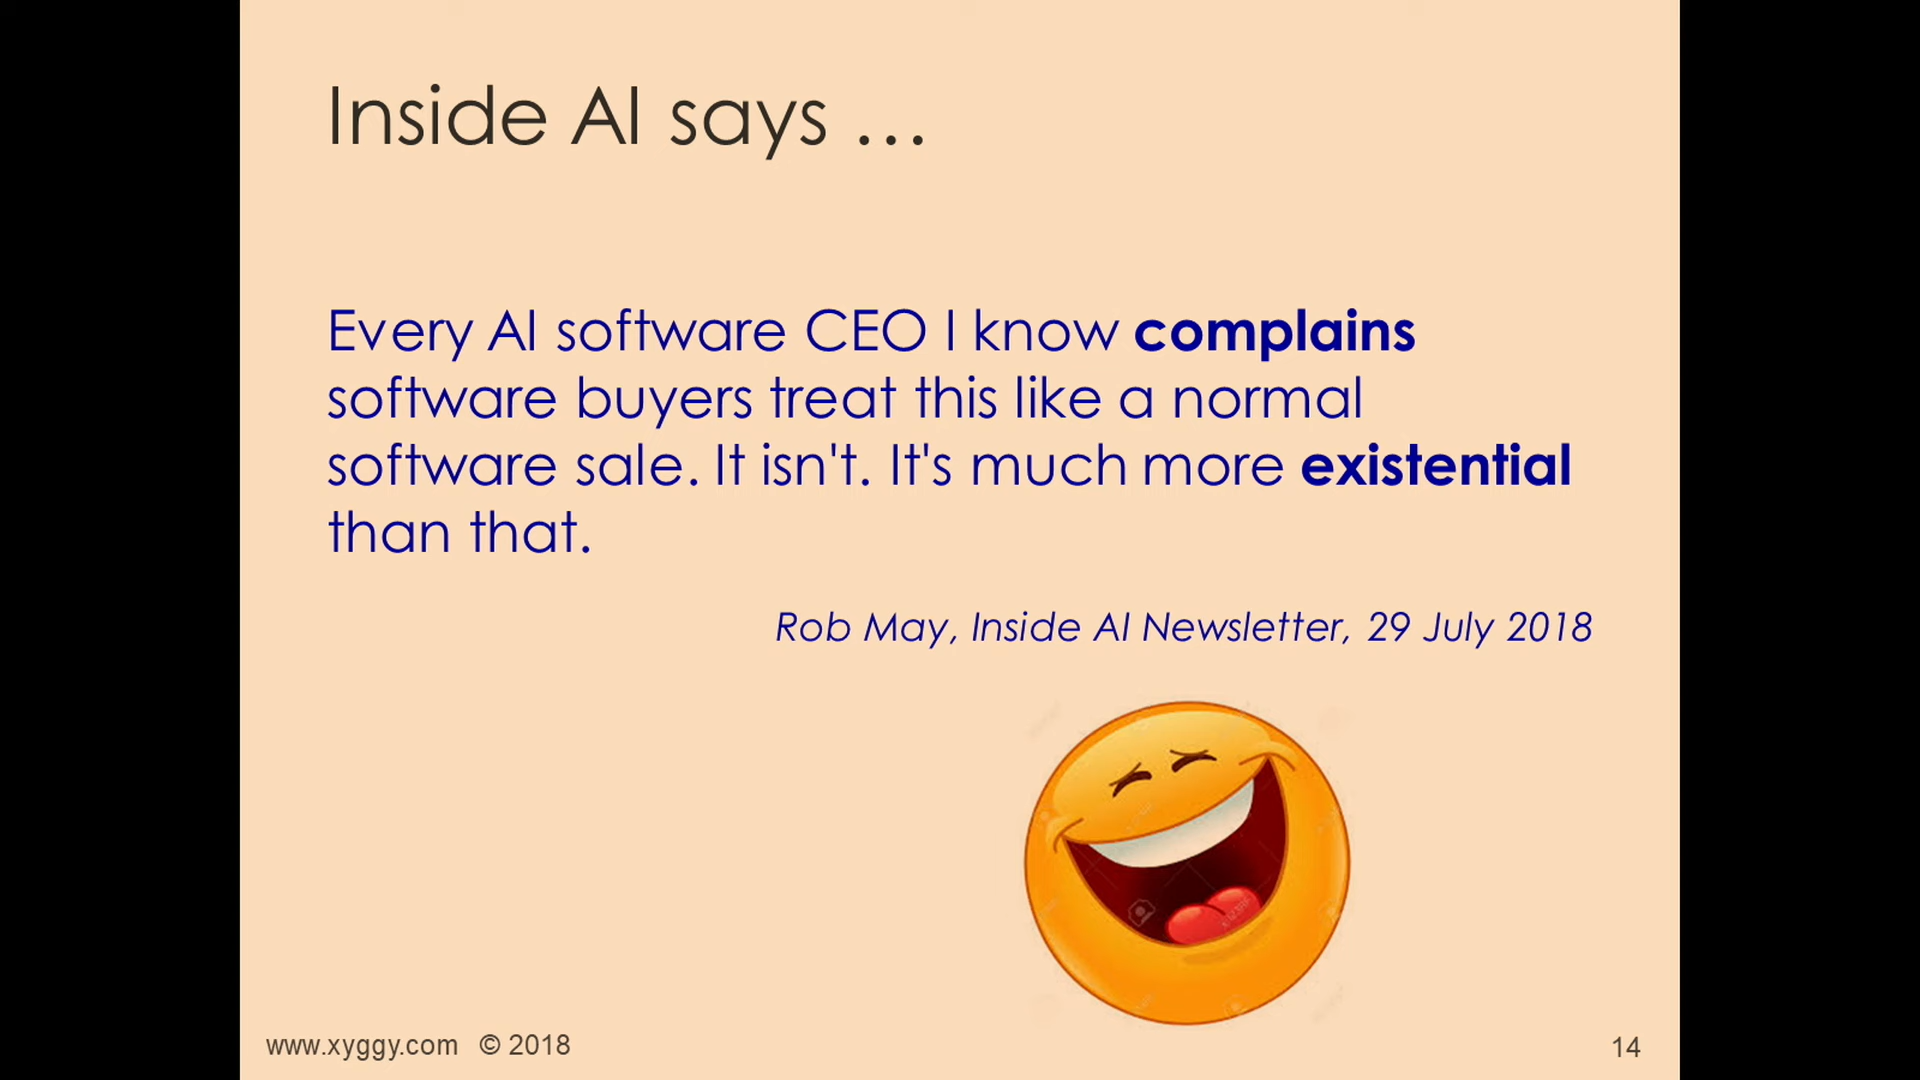 Inside AI says …
Every AI software CEO I know complains
software buyers treat this like a normal
software sale. It isn't. It's much more existential
than that.
Rob May, Inside AI Newsletter, 29 July 2018
www.xyggy.com © 2018
14